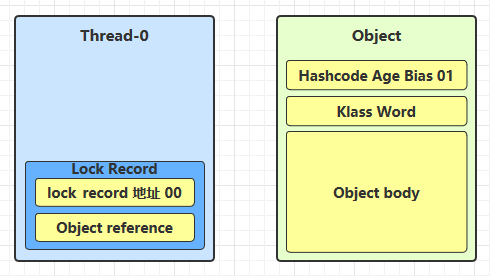 Thread-0
Lock Record
lock record 地址 00
Object reference
Object
Hashcode Age Bias 01
Klass Word
Object body